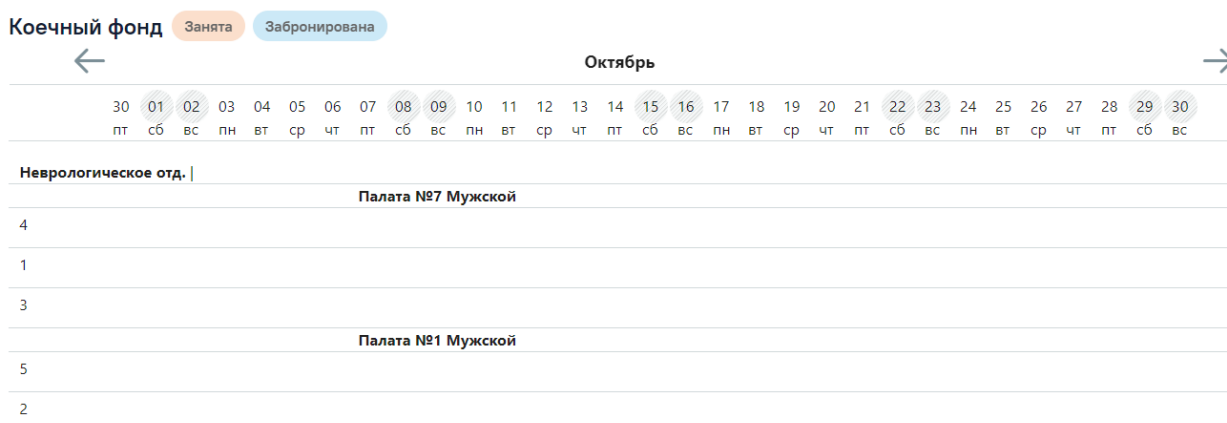 Коечный фонд Занята Забронирована
Октябрь
30 01 02 03 04 05 06 07 08 09 10 11 12 13 14 15 16 17 18 19 20 21 22 23 24 25 26 27 28 29 30
пт сб вс пн вт ср чт пт сб вс пн вт ср чт пт сб вс пн вт ср чт пт сб вс пн вт ср чт пт сб вс
Неврологическое отд. |
Палата №7 Мужской
4
1
3
Палата №1 Мужской
5
2